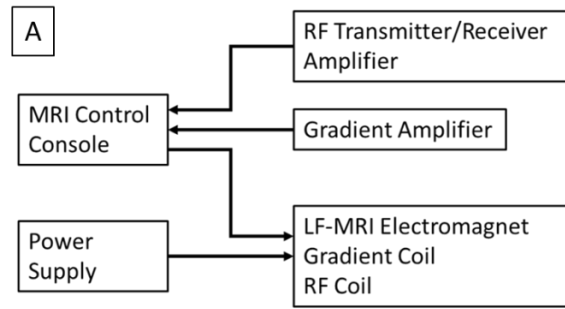 A
RF Transmitter/Receiver
Amplifier
MRI Control
Console
Gradient Amplifier
Power
Supply
LF-MRI Electromagnet
Gradient Coil
RF Coil